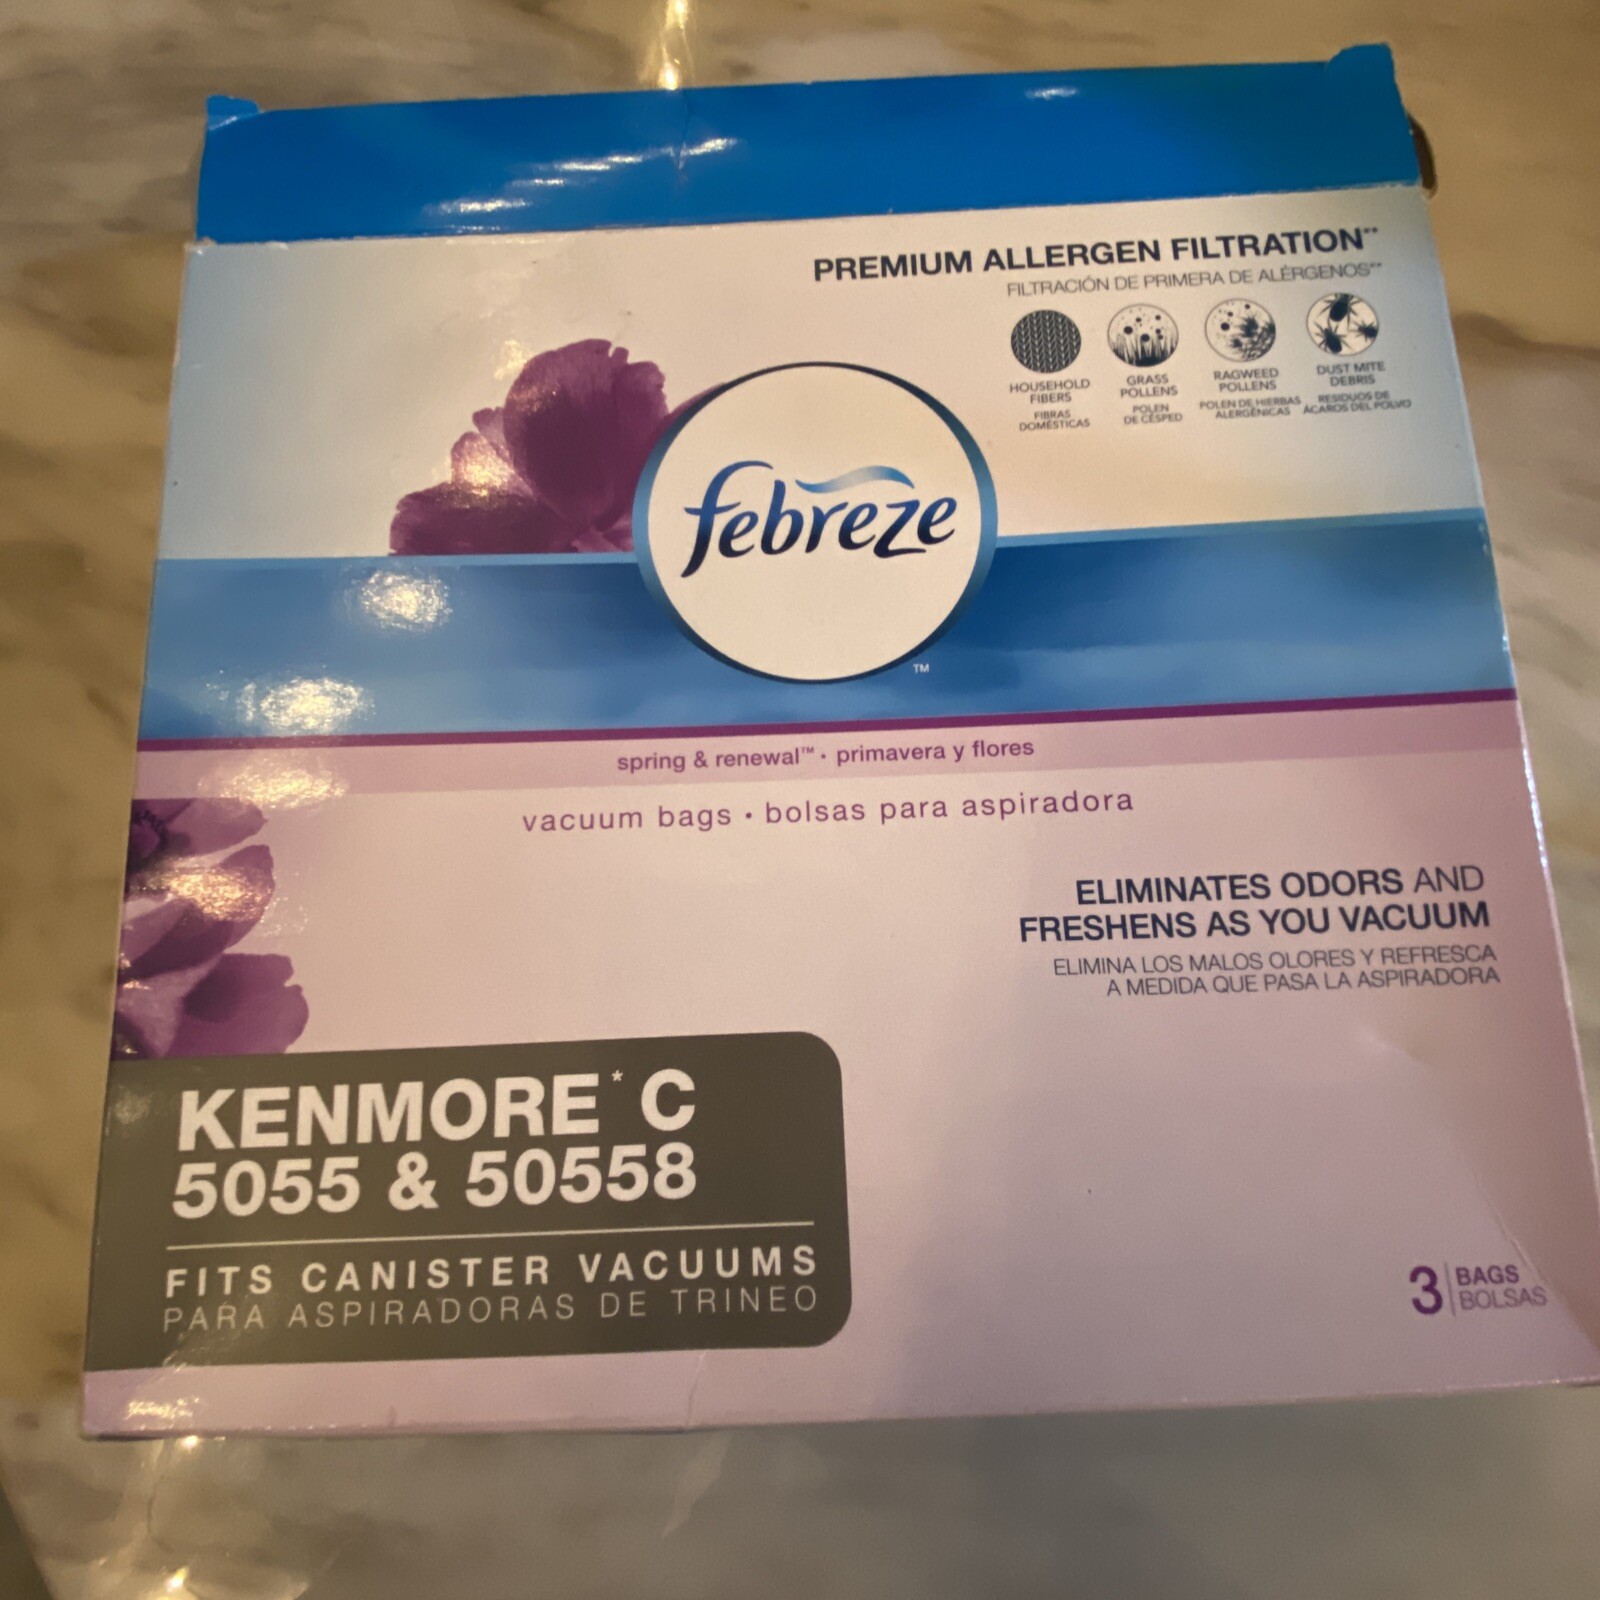 PREMIUM ALLERGEN FILTRATION**
FILTRACIÓN DE PRIMERA DE ALÉRGENOS**
HOUSEHOLD
FIBERS
FIBRAS
DOMÉSTICAS
GRASS
POLLENS
POLEN
DE CÉSPED
RAGWEED
POLLENS
POLEN DE HIERBAS
ALERGÉNICAS
DUST MITE
DEBRIS
RESIDUOS DE
ÁCAROS DEL POLVO
febreze
TM
spring & renewal™ · primavera y flores
vacuum bags · bolsas para aspiradora
ELIMINATES ODORS AND
FRESHENS AS YOU VACUUM
ELIMINA LOS MALOS OLORES Y REFRESCA
A MEDIDA QUE PASA LA ASPIRADORA
KENMORE* C
5055 & 50558
FITS CANISTER VACUUMS
PARA ASPIRADORAS DE TRINEO
3 BAGS
BOLSAS